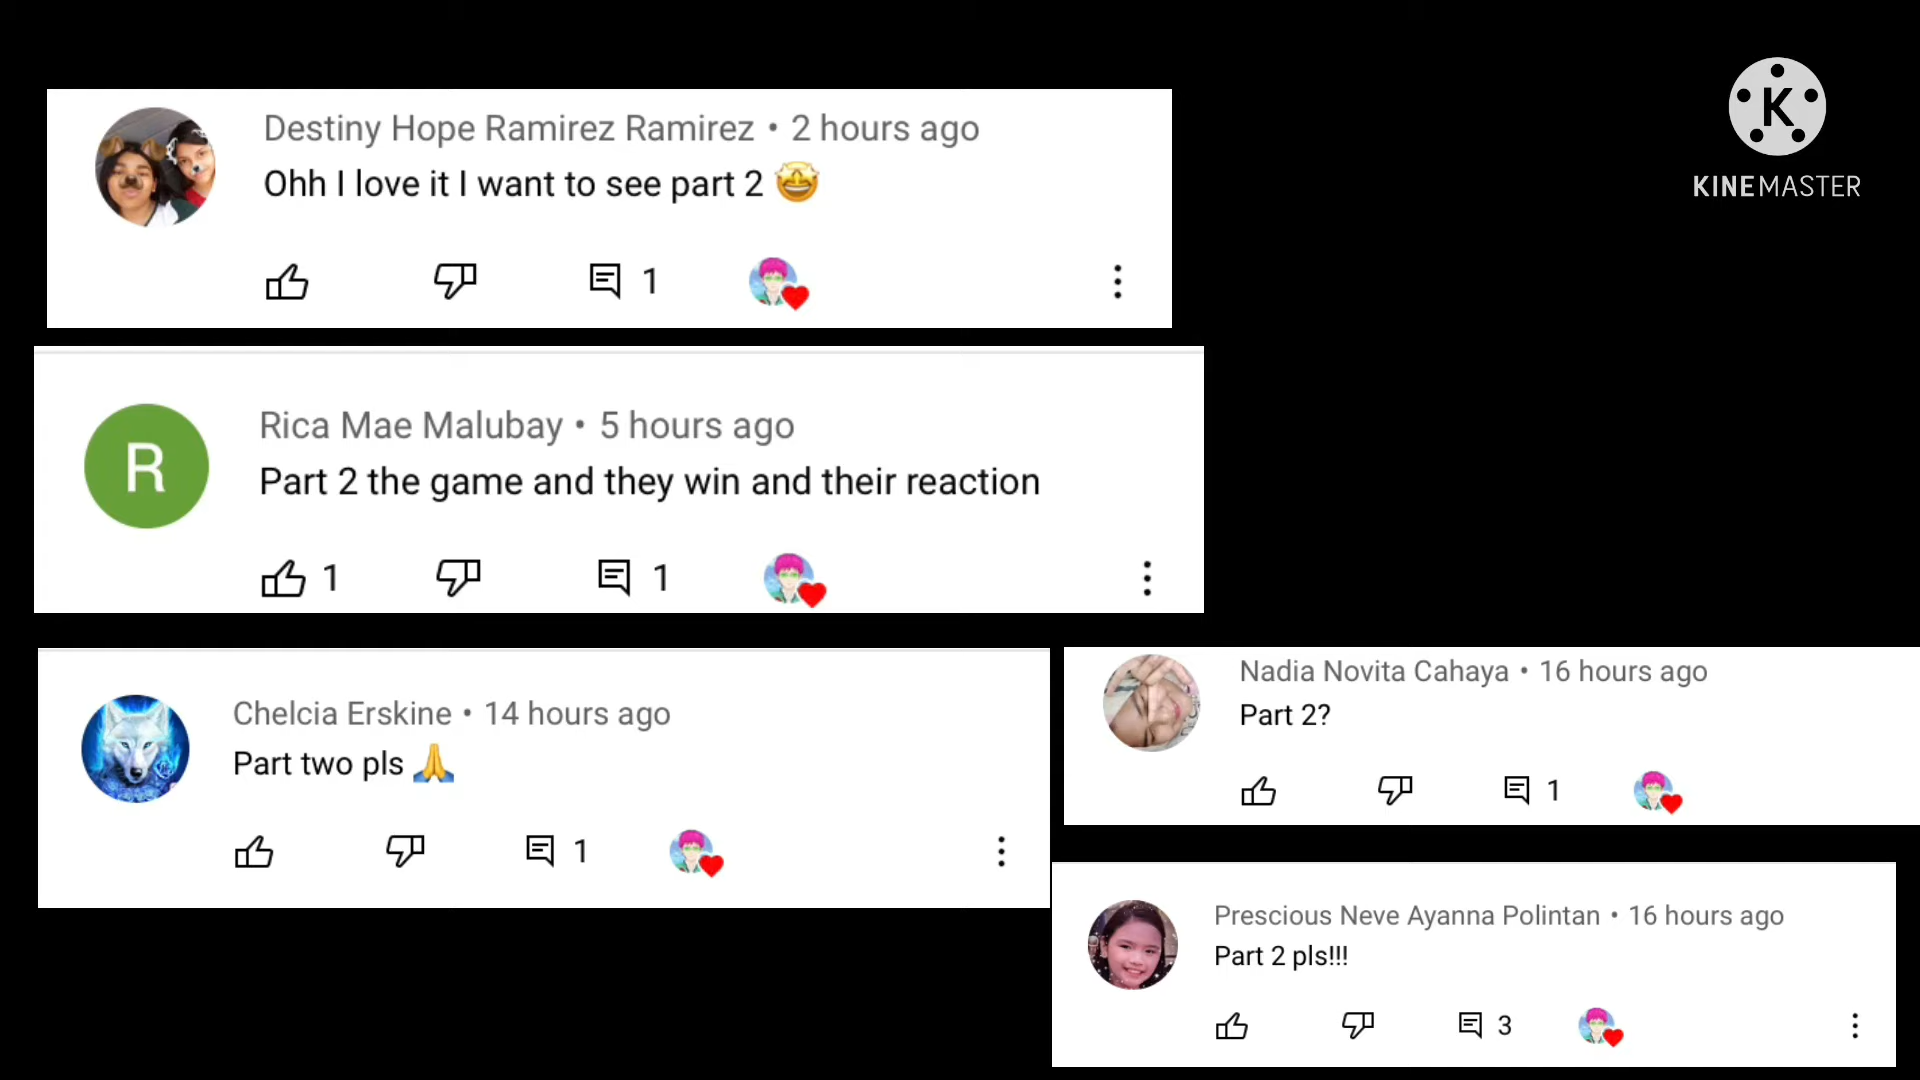 K
KINEMASTER
Destiny Hope Ramirez Ramirez • 2 hours ago
Ohh I love it I want to see part 2 🤩
1
R
Rica Mae Malubay • 5 hours ago
Part 2 the game and they win and their reaction
1 1
Chelcia Erskine • 14 hours ago
Part two pls 🙏
1
Nadia Novita Cahaya • 16 hours ago
Part 2?
1
Prescious Neve Ayanna Polintan • 16 hours ago
Part 2 pls!!!
3